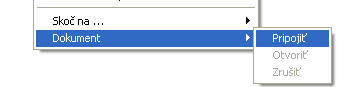 Skoč na ...
Dokument
Pripojiť
Otvoriť
Zrušiť